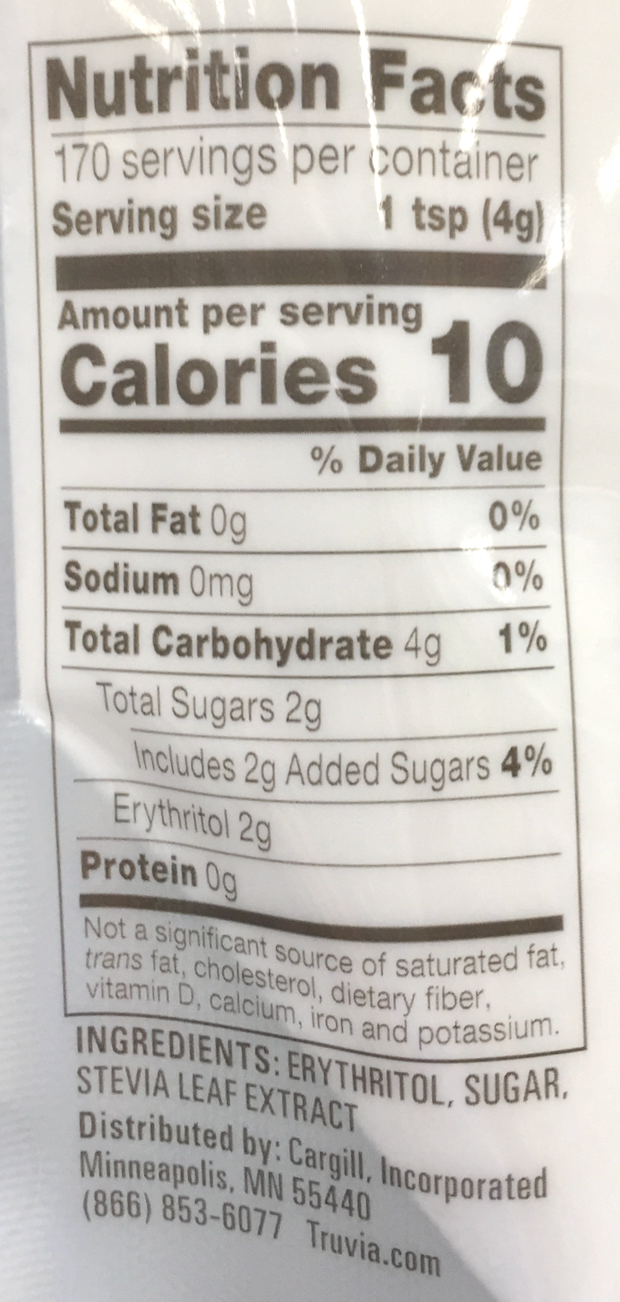 Nutrition Facts
170 servings per container
Serving size 1 tsp (4g)
Amount per serving
Calories 10
% Daily Value
Total Fat 0g 0%
Sodium 0mg 0%
Total Carbohydrate 4g 1%
Total Sugars 2g
Includes 2g Added Sugars 4%
Erythritol 2g
Protein 0g
Not a significant source of saturated fat,
trans fat, cholesterol, dietary fiber,
vitamin D, calcium, iron and potassium.
INGREDIENTS: ERYTHRITOL, SUGAR,
STEVIA LEAF EXTRACT
Distributed by: Cargill, Incorporated
Minneapolis, MN 55440
(866) 853-6077 Truvia.com